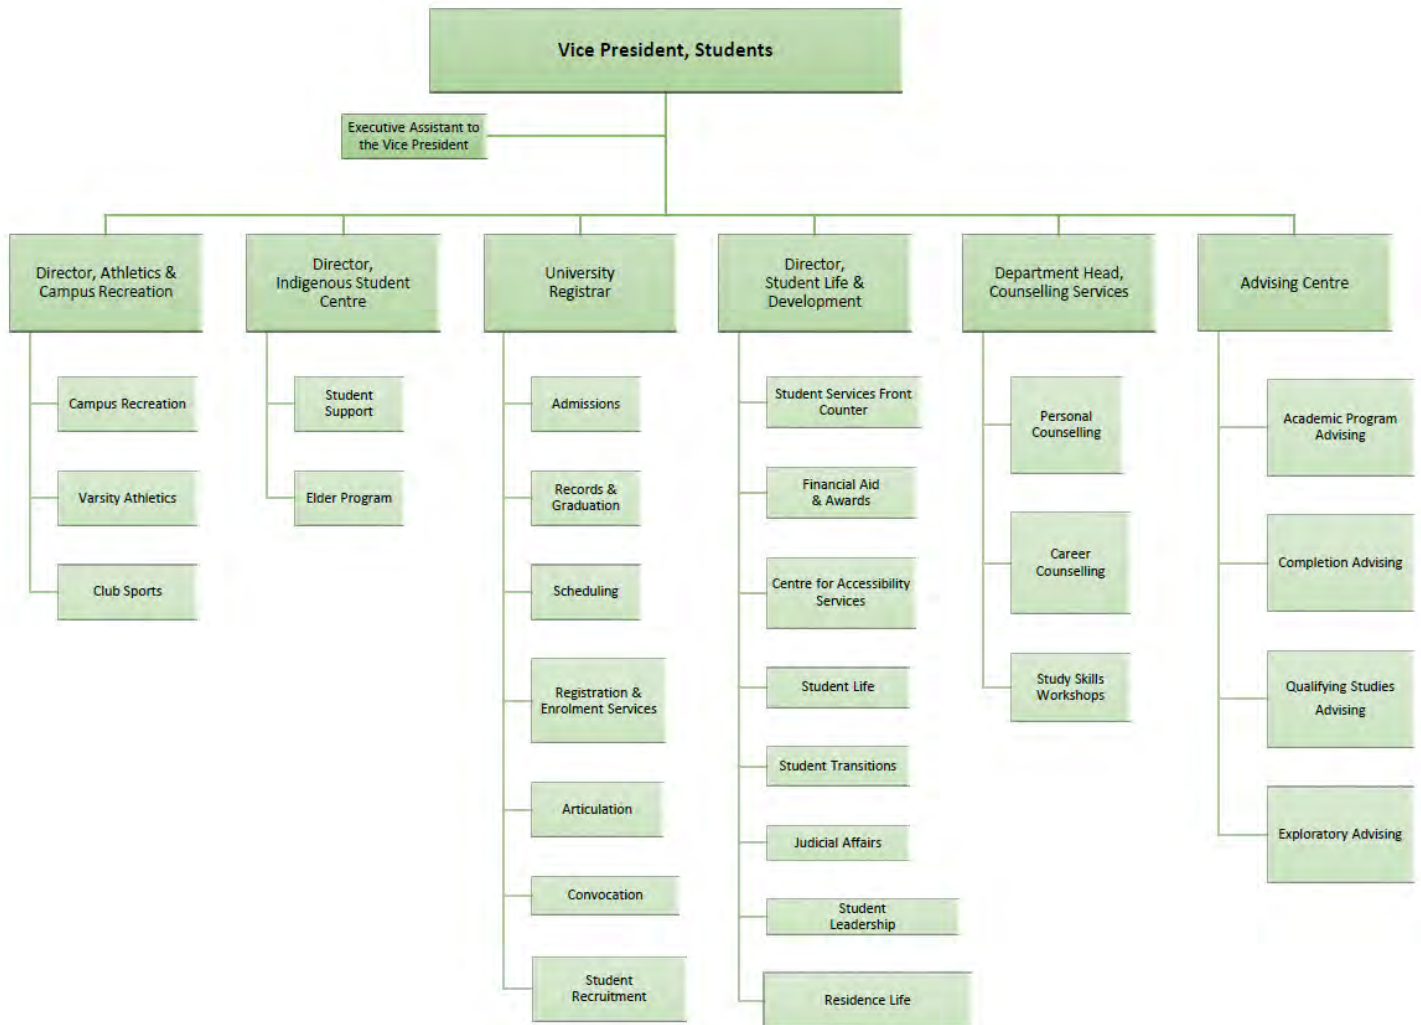 Vice President, Students
Executive Assistant to
the Vice President
Director, Athletics &
Campus Recreation
Campus Recreation
Varsity Athletics
Club Sports
Director,
Indigenous Student
Centre
Student
Support
Elder Program
University
Registrar
Admissions
Records &
Graduation
Scheduling
Registration &
Enrolment Services
Articulation
Convocation
Student
Recruitment
Director,
Student Life &
Development
Student Services Front
Counter
Financial Aid
& Awards
Centre for Accessibility
Services
Student Life
Student Transitions
Judicial Affairs
Student
Leadership
Residence Life
Department Head,
Counselling Services
Personal
Counselling
Career
Counselling
Study Skills
Workshops
Advising Centre
Academic Program
Advising
Completion Advising
Qualifying Studies
Advising
Exploratory Advising